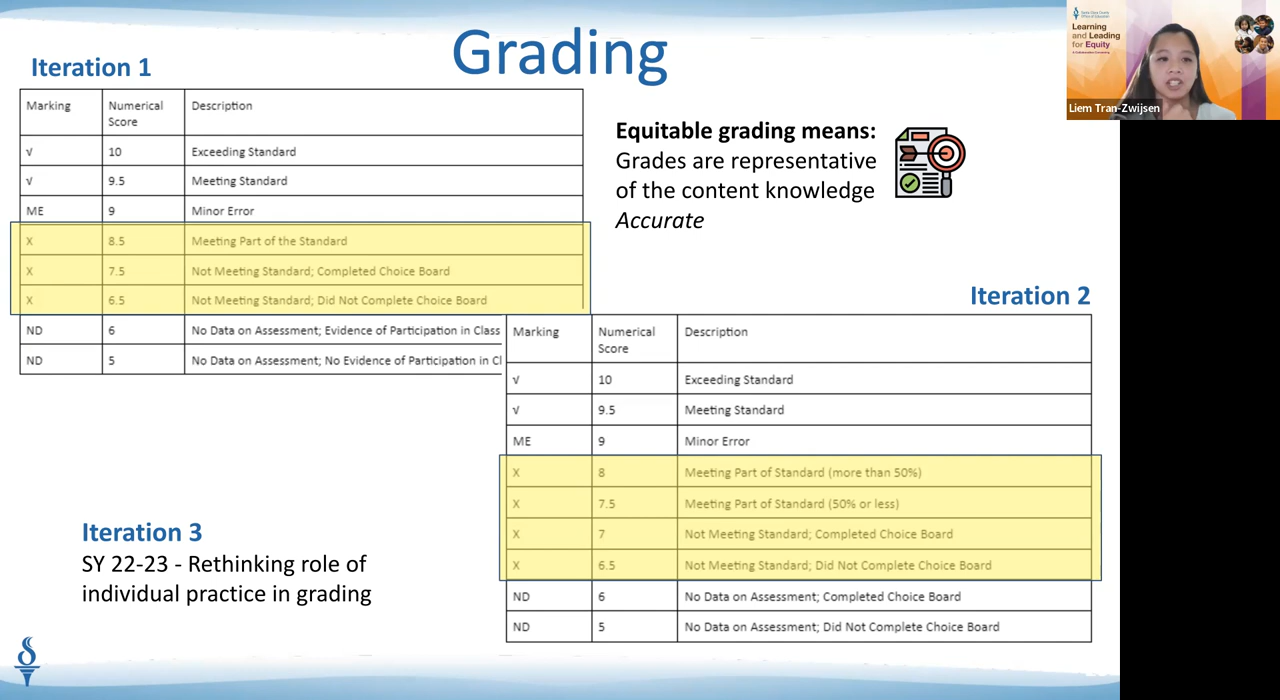 Grading
Iteration 1
Marking Numerical Score Description
√ 10 Exceeding Standard
√ 9.5 Meeting Standard
ME 9 Minor Error
X 8.5 Meeting Part of the Standard
X 7.5 Not Meeting Standard; Completed Choice Board
X 6.5 Not Meeting Standard; Did Not Complete Choice Board
ND 6 No Data on Assessment; Evidence of Participation in Class
ND 5 No Data on Assessment; No Evidence of Participation in Cl
Equitable grading means:
Grades are representative
of the content knowledge
Accurate
Iteration 2
Marking Numerical Score Description
√ 10 Exceeding Standard
√ 9.5 Meeting Standard
ME 9 Minor Error
X 8 Meeting Part of Standard (more than 50%)
X 7.5 Meeting Part of Standard (50% or less)
X 7 Not Meeting Standard; Completed Choice Board
X 6.5 Not Meeting Standard; Did Not Complete Choice Board
ND 6 No Data on Assessment; Completed Choice Board
ND 5 No Data on Assessment; Did Not Complete Choice Board
Iteration 3
SY 22-23 - Rethinking role of
individual practice in grading
Learning
and Leading
for Equity
Liem Tran-Zwijsen